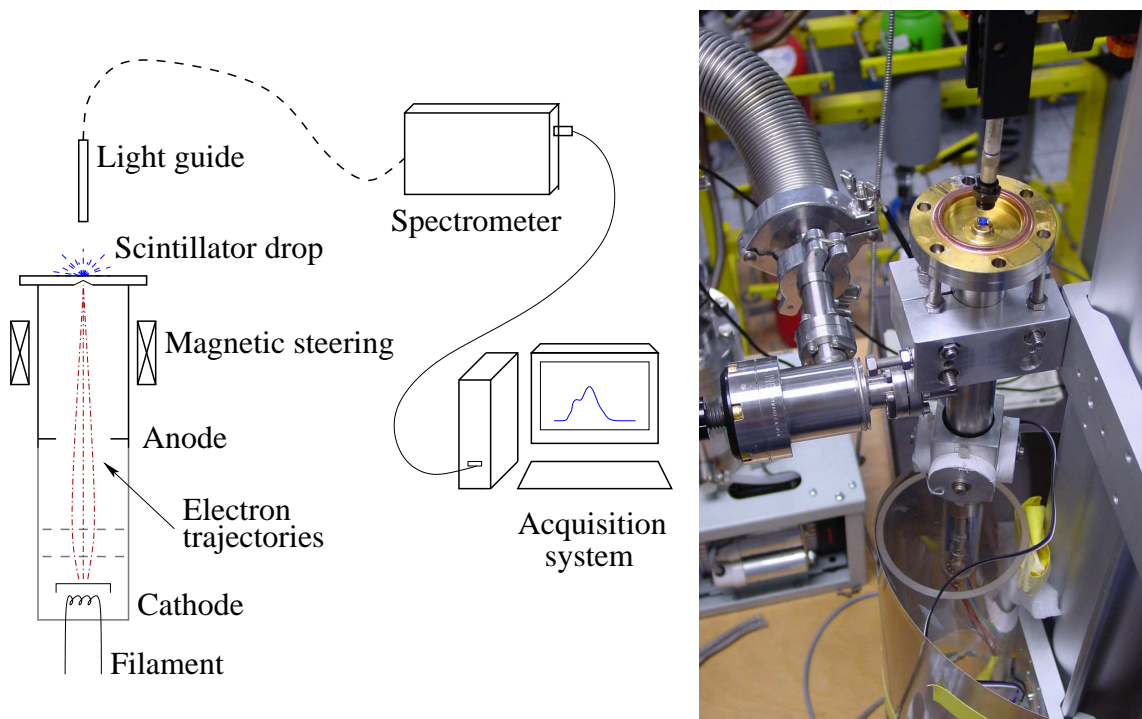 Light guide
Spectrometer
Scintillator drop
Magnetic steering
Anode
Electron
trajectories
Acquisition
system
Cathode
Filament